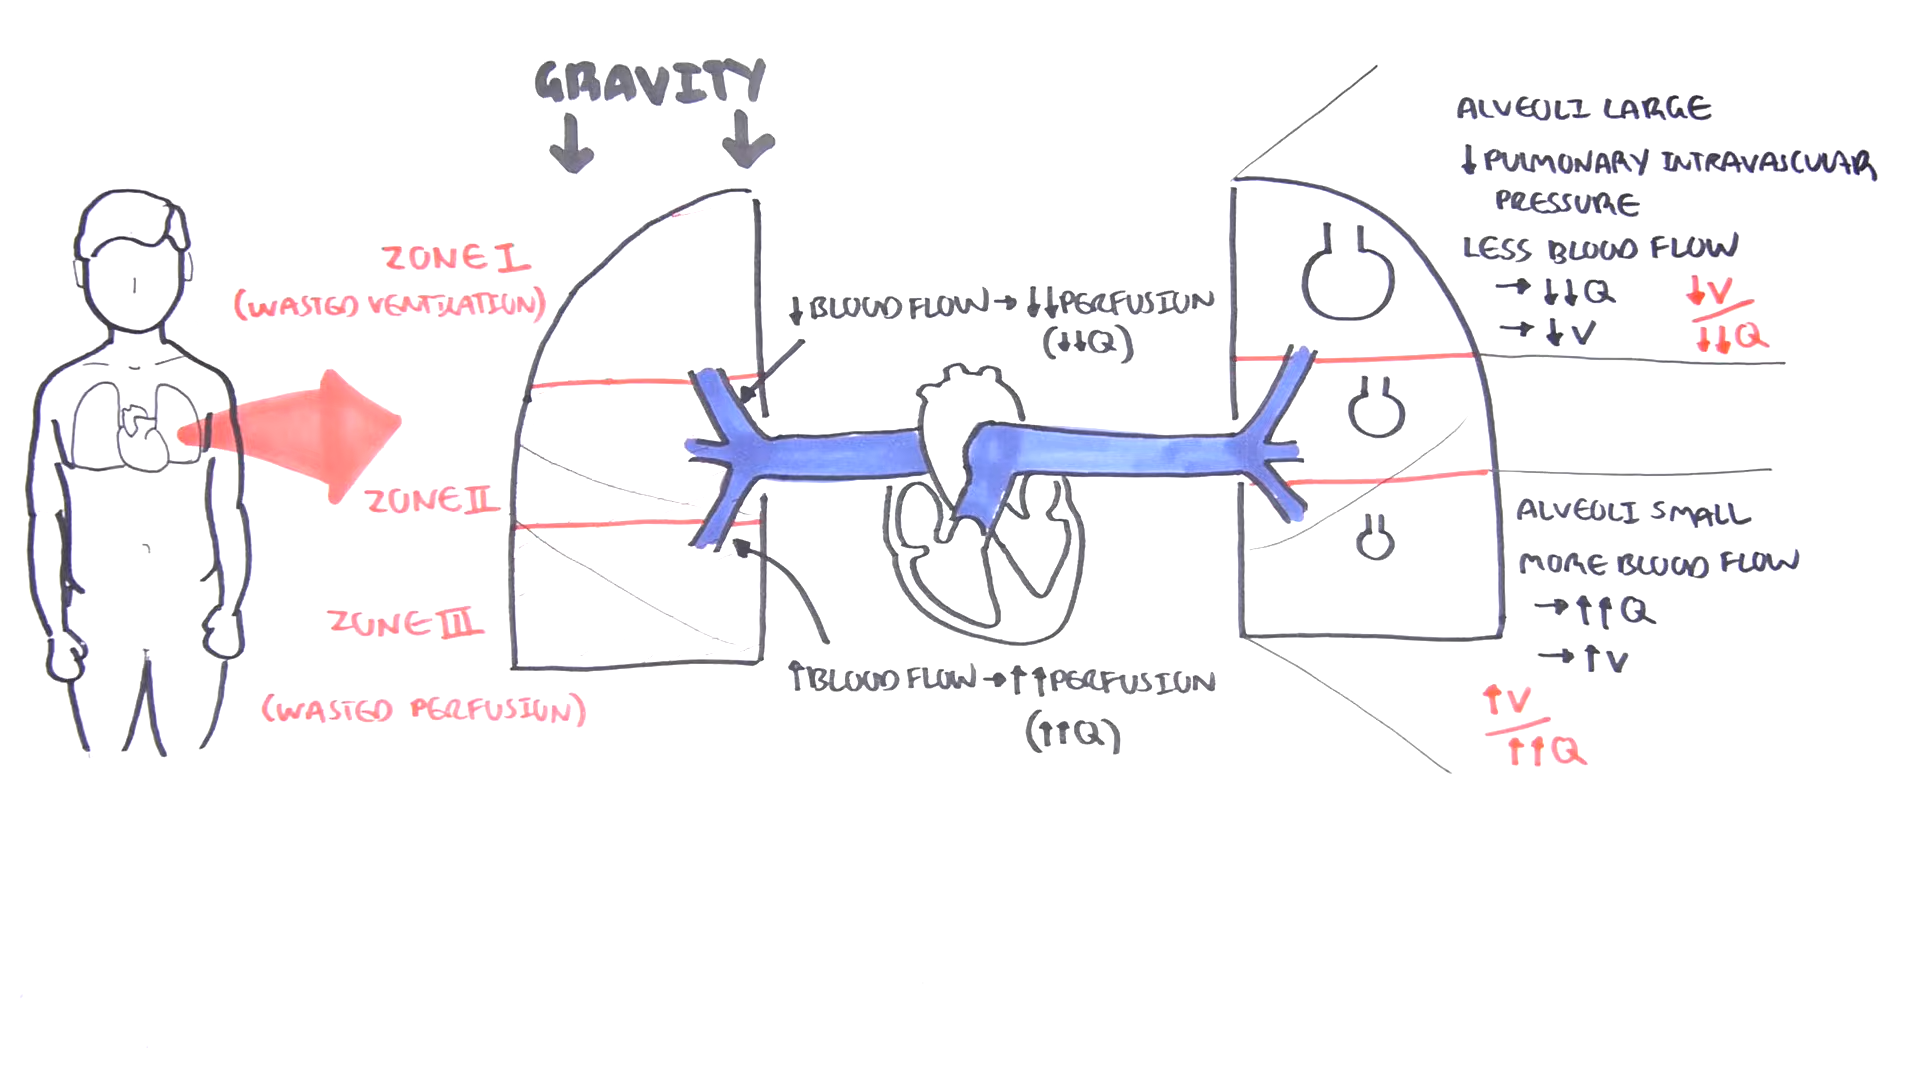 GRAVITY
↓ ↓
ZONE I
(WASTED VENTILATION)
ZONE II
ZONE III
(WASTED PERFUSION)
↓BLOOD FLOW→↓↓PERFUSION
(↓↓Q)
↑BLOOD FLOW→↑↑PERFUSION
(↑↑Q)
ALVEOLI LARGE
↓PULMONARY INTRAVASCULAR
PRESSURE
LESS BLOOD FLOW
→↓↓Q
→↓V
↓V/
↓↓Q
ALVEOLI SMALL
MORE BLOOD FLOW
→↑↑Q
→↑V
↑V/
↑↑Q